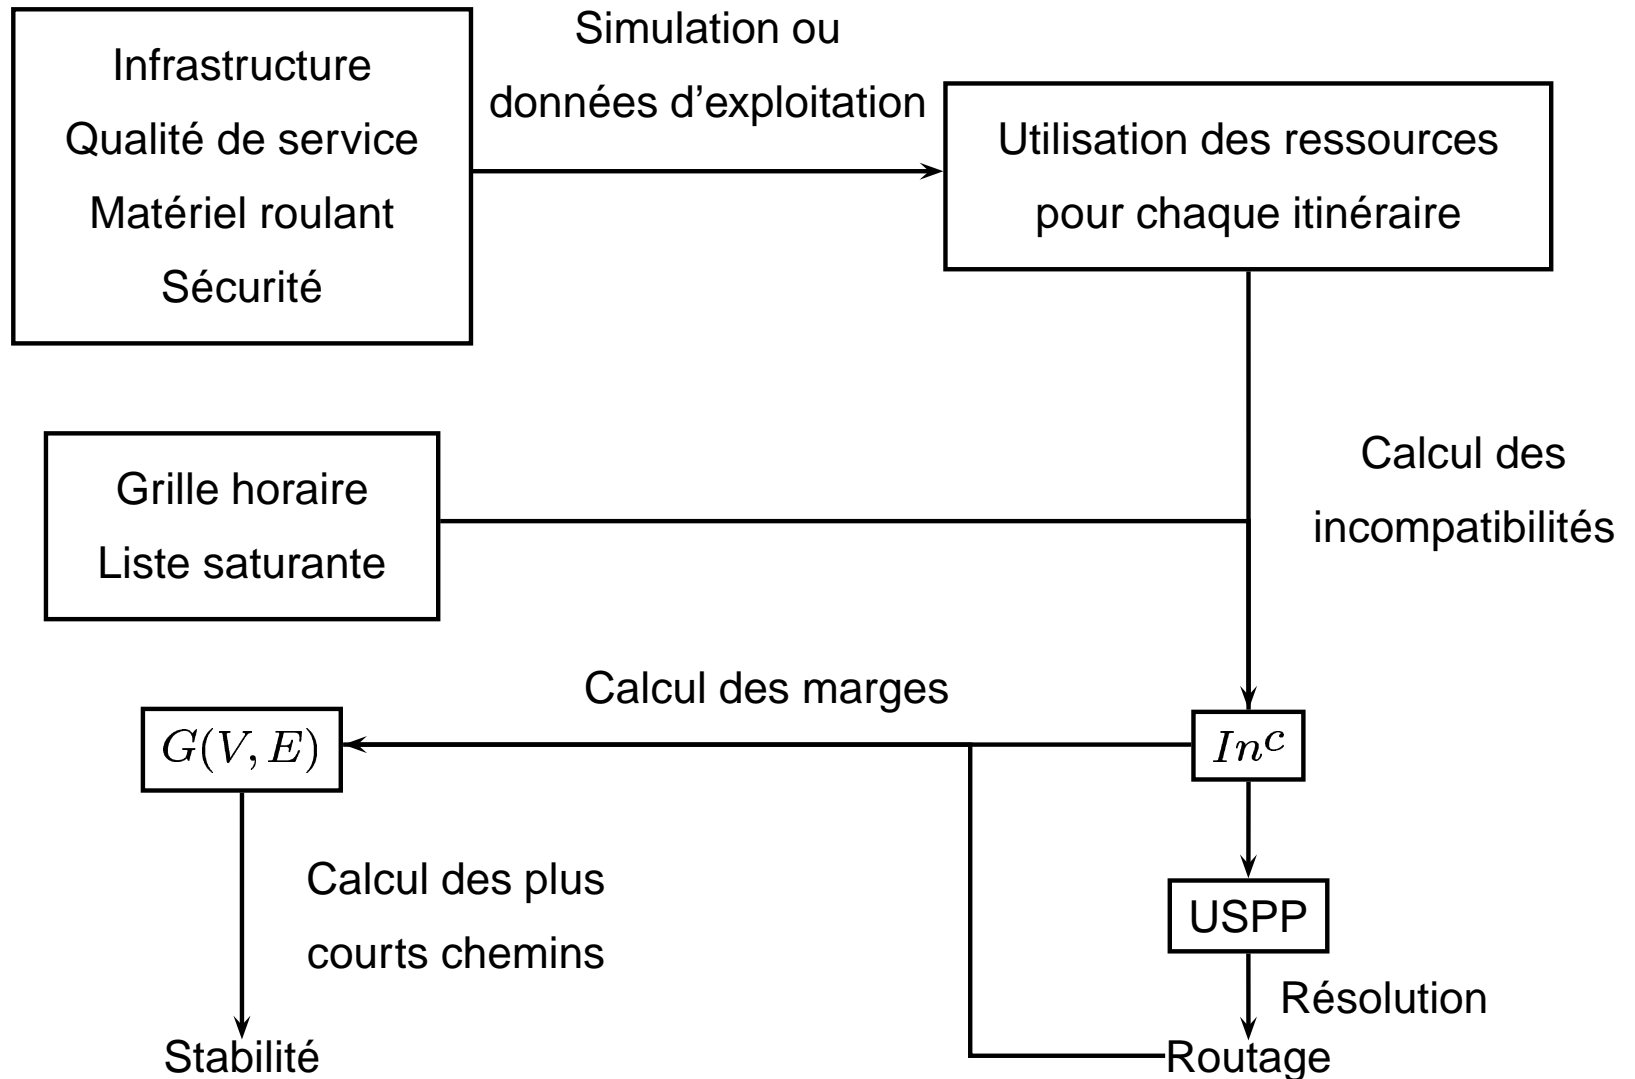 Infrastructure
Qualité de service
Matériel roulant
Sécurité
Simulation ou
données d'exploitation
Utilisation des ressources
pour chaque itinéraire
Grille horaire
Liste saturante
Calcul des
incompatibilités
Calcul des marges
G(V, E)
In^c
Calcul des plus
courts chemins
USPP
Résolution
Stabilité
Routage